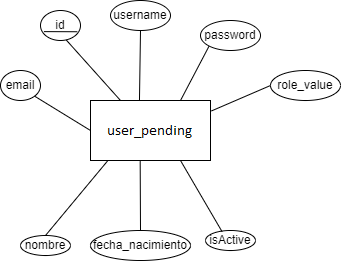 username
id
password
email
role_value
user_pending
nombre
fecha_nacimiento
isActive